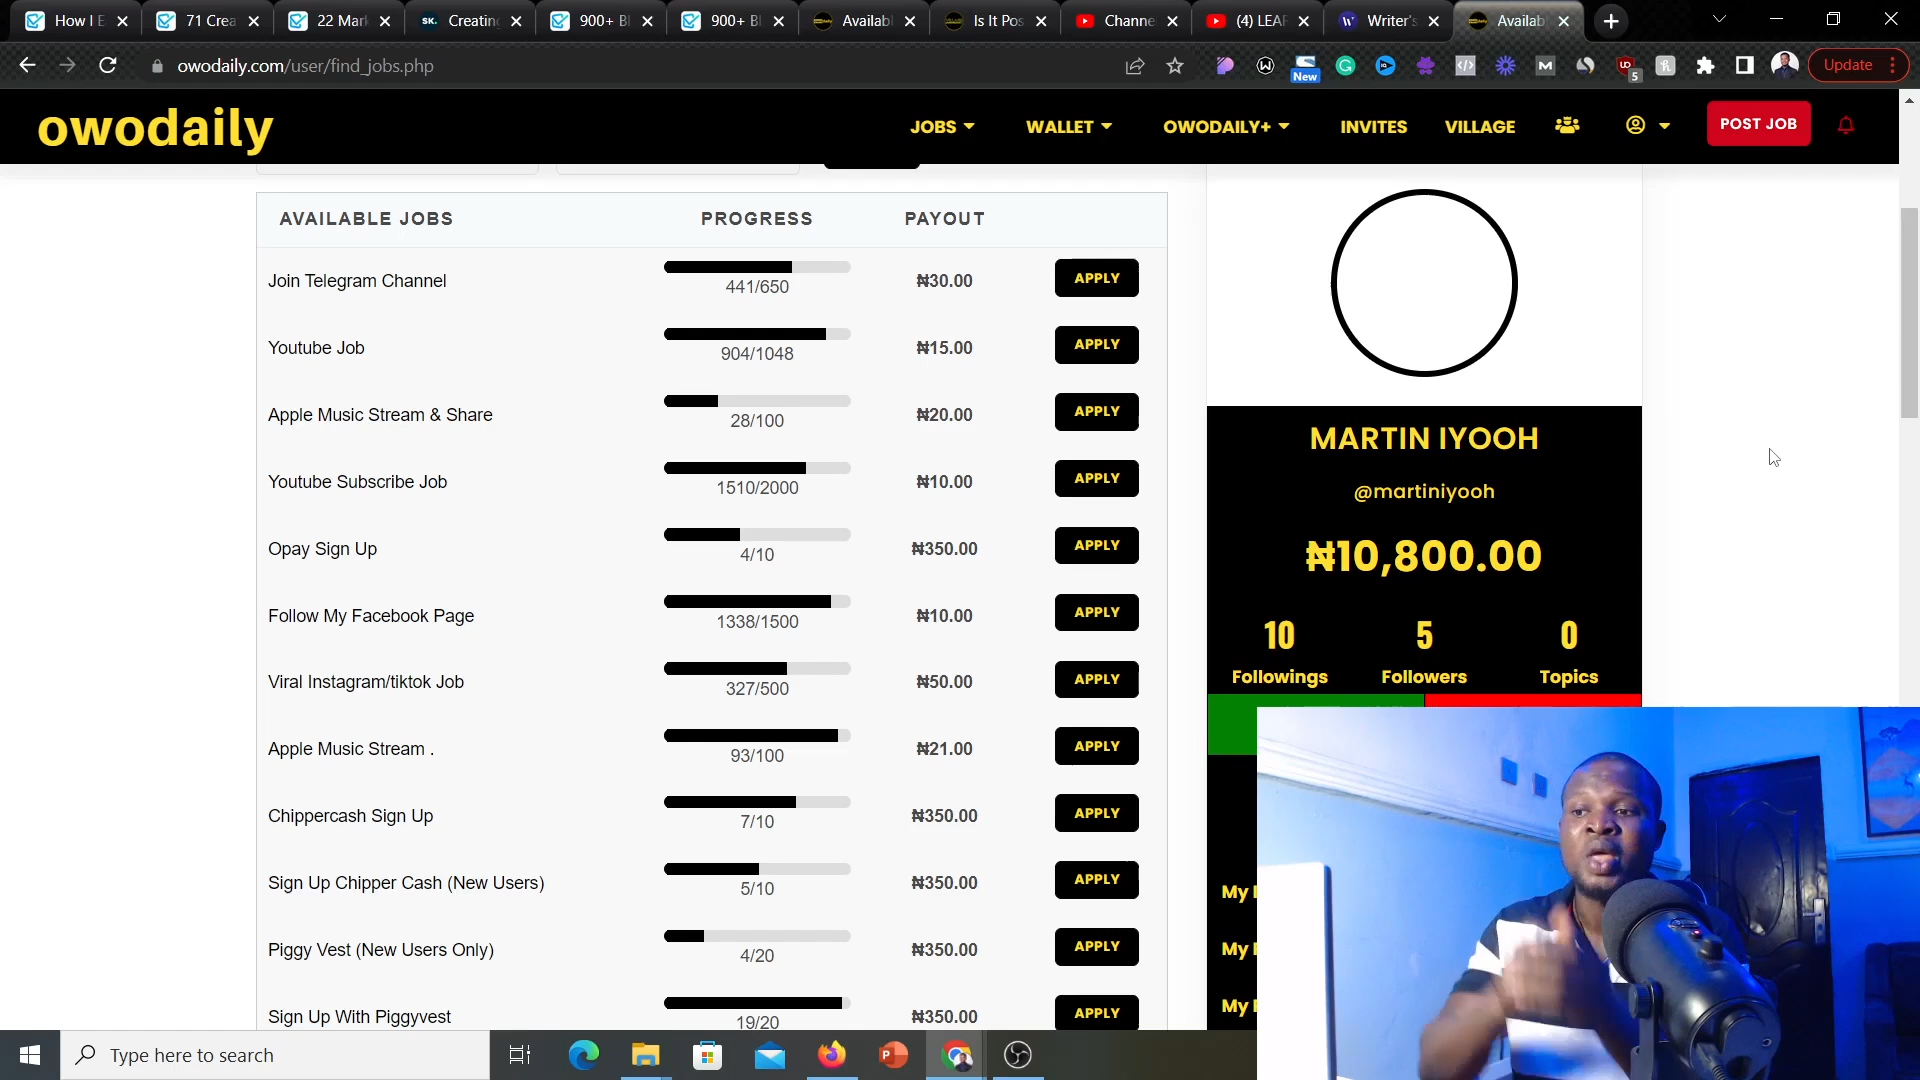 How I E
71 Crea
22 Mark
SK. Creating
900+ Bl
900+ Bl
Availabl
Is It Pos
Channe
(4) LEAR
Writer's
Availab
owodaily.com/user/find_jobs.php
New
5
Update
owodaily
JOBS
WALLET
OWODAILY+
INVITES
VILLAGE
POST JOB
AVAILABLE JOBS PROGRESS PAYOUT
Join Telegram Channel 441/650 ₦30.00 APPLY
Youtube Job 904/1048 ₦15.00 APPLY
Apple Music Stream & Share 28/100 ₦20.00 APPLY
Youtube Subscribe Job 1510/2000 ₦10.00 APPLY
Opay Sign Up 4/10 ₦350.00 APPLY
Follow My Facebook Page 1338/1500 ₦10.00 APPLY
Viral Instagram/tiktok Job 327/500 ₦50.00 APPLY
Apple Music Stream . 93/100 ₦21.00 APPLY
Chippercash Sign Up 7/10 ₦350.00 APPLY
Sign Up Chipper Cash (New Users) 5/10 ₦350.00 APPLY
Piggy Vest (New Users Only) 4/20 ₦350.00 APPLY
Sign Up With Piggyvest 19/20 ₦350.00 APPLY
MARTIN IYOOH
@martiniyooh
₦10,800.00
10 5 0
Followings Followers Topics
My
My
My
Type here to search